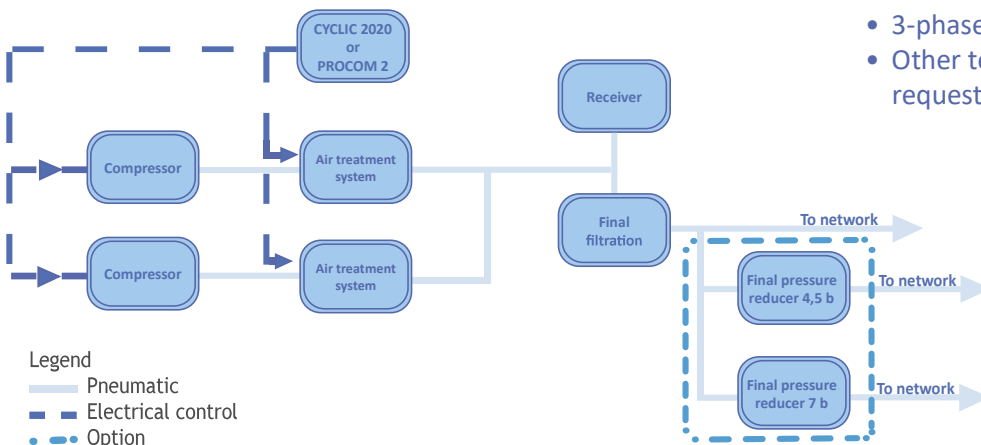 CYCLIC 2020
or
PROCOM 2
• 3-phase
• Other
request
Receiver
Compressor
Air treatment
system
Final
filtration
To network
Compressor
Air treatment
system
Final pressure
reducer 4,5 b
To network
Final pressure
reducer 7 b
To network
Legend
Pneumatic
Electrical control
Option